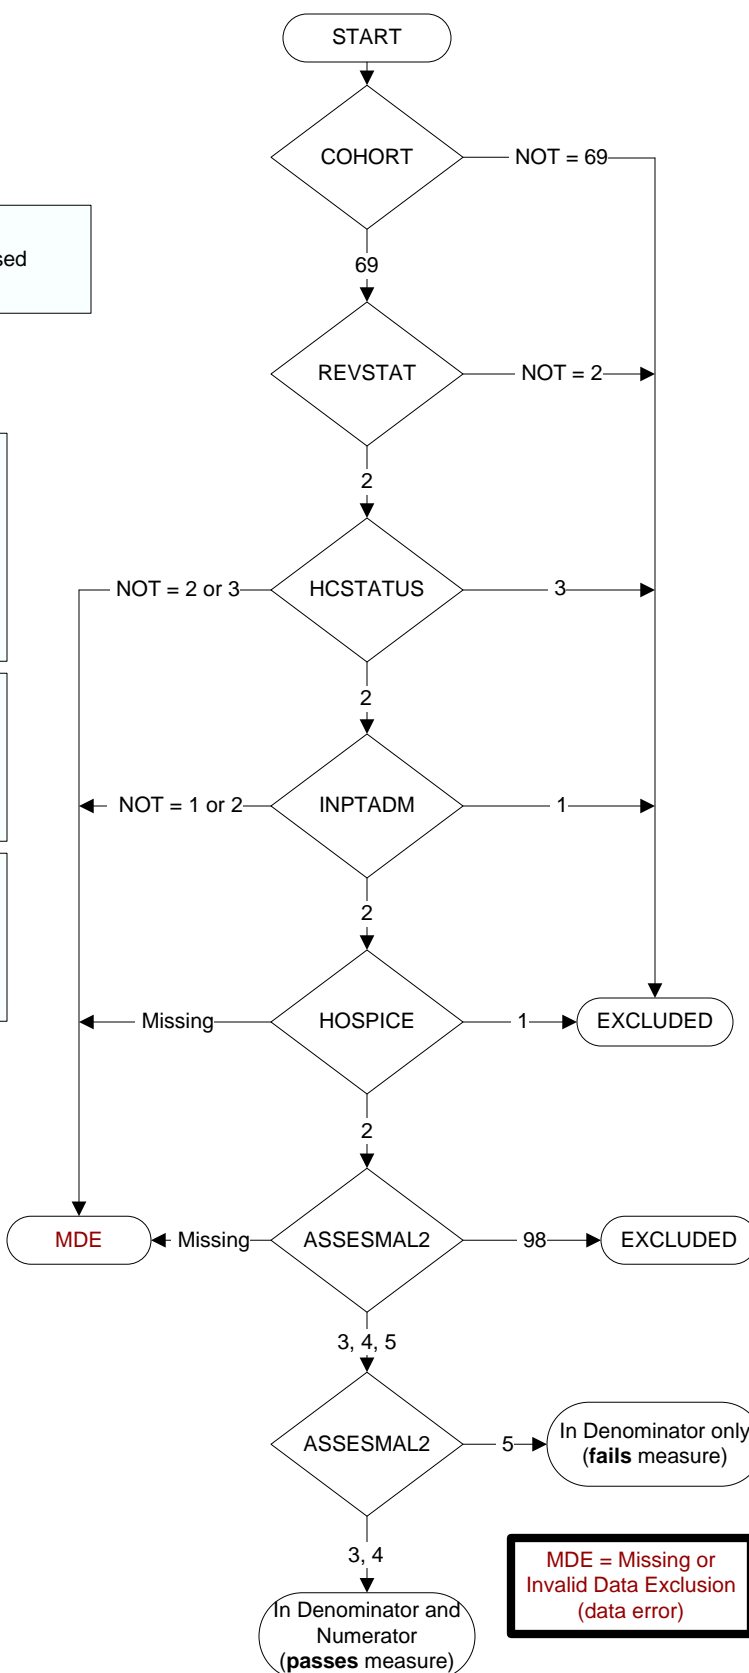 START
COHORT
NOT = 69
69
REVSTAT
NOT = 2
2
HCSTATUS
NOT = 2 or 3
3
2
INPTADM
NOT = 1 or 2
1
2
HOSPICE
Missing
1
EXCLUDED
2
ASSESMAL2
MDE
Missing
98
EXCLUDED
3, 4, 5
ASSESMAL2
5
In Denominator only
(fails measure)
3, 4
In Denominator and
Numerator
(passes measure)
MDE = Missing or
Invalid Data Exclusion
(data error)